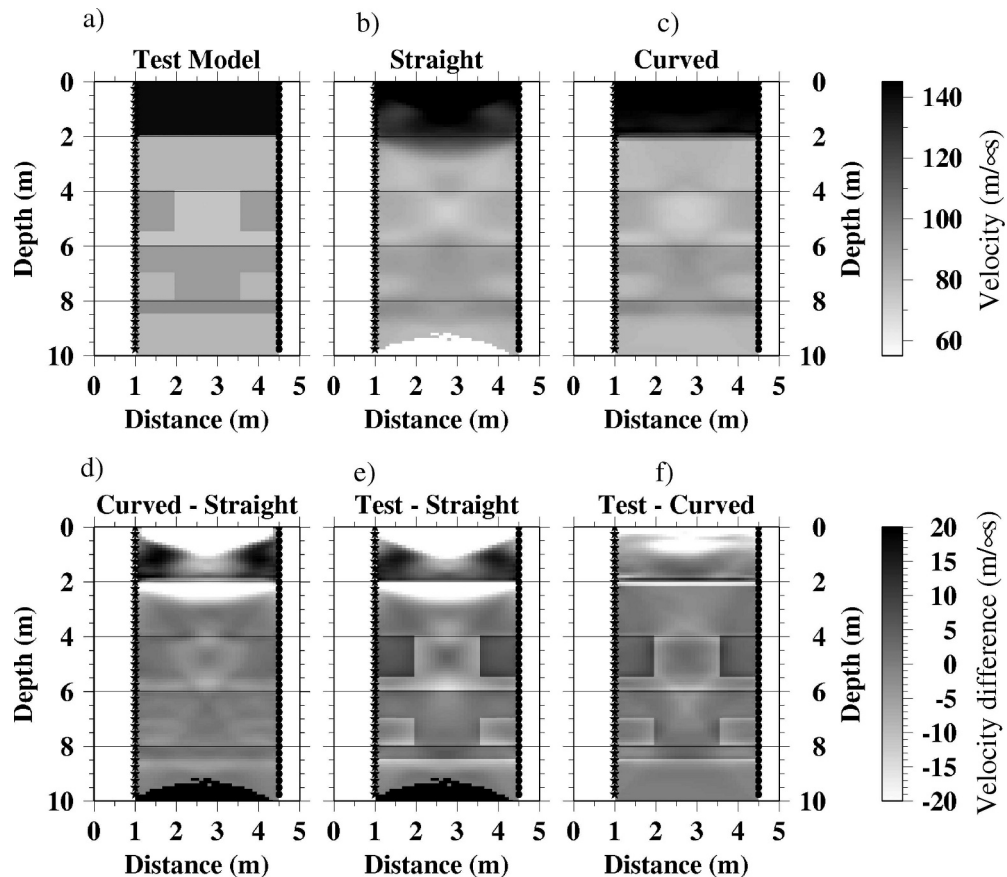 a)
b)
c)
Test Model
Straight
Curved
0
2
4
6
8
10
Depth (m)
0 1 2 3 4 5
0 1 2 3 4 5
0 1 2 3 4 5
Distance (m)
Distance (m)
Distance (m)
0
2
4
6
8
10
Depth (m)
140
120
100
80
60
Velocity (m/∝s)
d)
e)
f)
Curved - Straight
Test - Straight
Test - Curved
0
2
4
6
8
10
Depth (m)
0 1 2 3 4 5
0 1 2 3 4 5
0 1 2 3 4 5
Distance (m)
Distance (m)
Distance (m)
0
2
4
6
8
10
Depth (m)
20
15
10
5
0
-5
-10
-15
-20
Velocity difference (m/∝s)